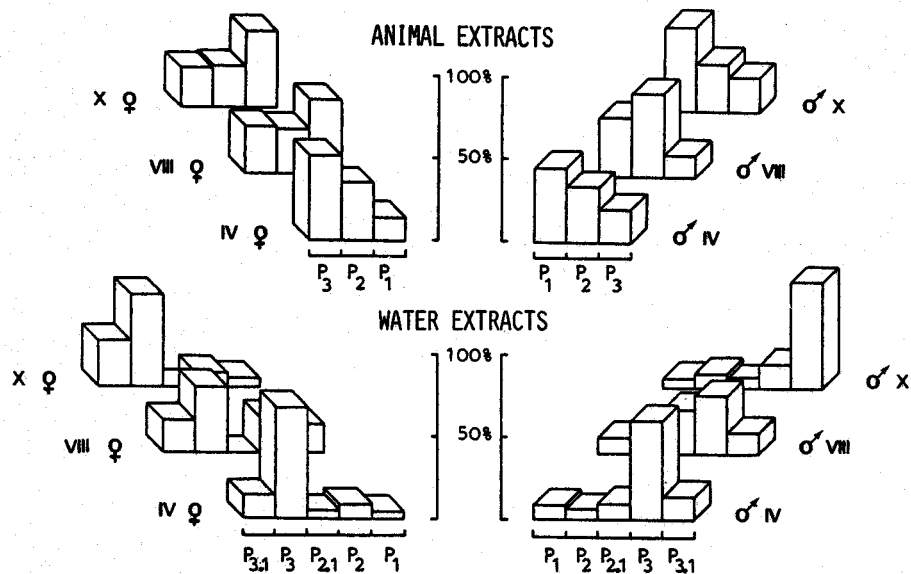 ANIMAL EXTRACTS
100%
50%
X ♀
VIII ♀
IV ♀
♂ X
♂ VIII
♂ IV
P3 P2 P1
P1 P2 P3
WATER EXTRACTS
100%
50%
X ♀
VIII ♀
IV ♀
♂ X
♂ VIII
♂ IV
P3.1 P3 P2.1 P2 P1
P1 P2 P2.1 P3 P3.1